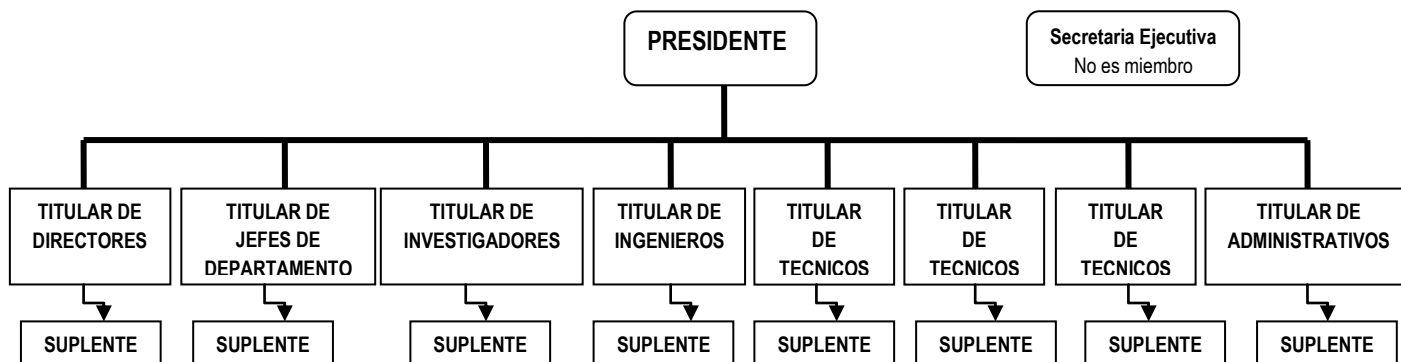 PRESIDENTE
Secretaria Ejecutiva
No es miembro
TITULAR DE
DIRECTORES
TITULAR DE
JEFES DE
DEPARTAMENTO
TITULAR DE
INVESTIGADORES
TITULAR DE
INGENIEROS
TITULAR
DE
TECNICOS
TITULAR
DE
TECNICOS
TITULAR
DE
TECNICOS
TITULAR DE
ADMINISTRATIVOS
SUPLENTE
SUPLENTE
SUPLENTE
SUPLENTE
SUPLENTE
SUPLENTE
SUPLENTE
SUPLENTE